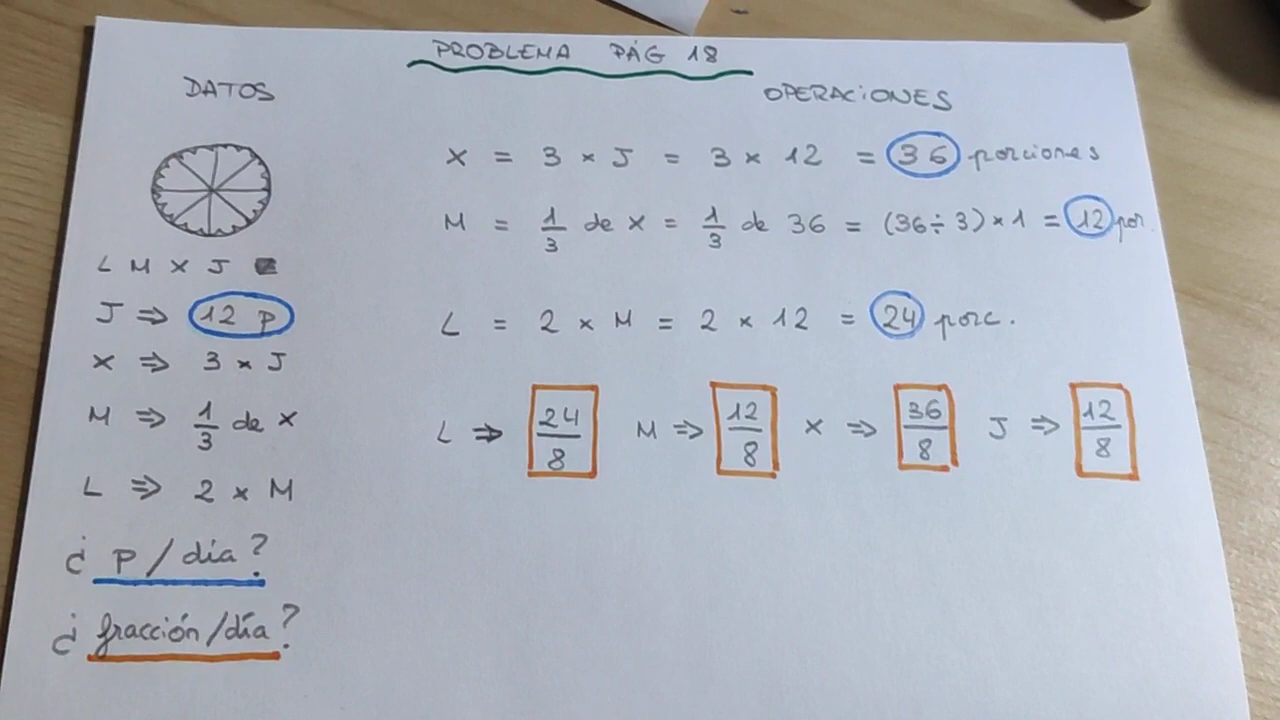 PROBLEMA PÁG 18
DATOS
L M X J
J ⇒ 12 p
X ⇒ 3 × J
M ⇒ 1/3 de X
L ⇒ 2 × M
¿ P / día ?
¿ fracción / día ?
OPERACIONES
X = 3 × J = 3 × 12 = 36 porciones
M = 1/3 de X = 1/3 de 36 = (36 ÷ 3) × 1 = 12 por.
L = 2 × M = 2 × 12 = 24 porc.
L ⇒ 24/8 M ⇒ 12/8 X ⇒ 36/8 J ⇒ 12/8